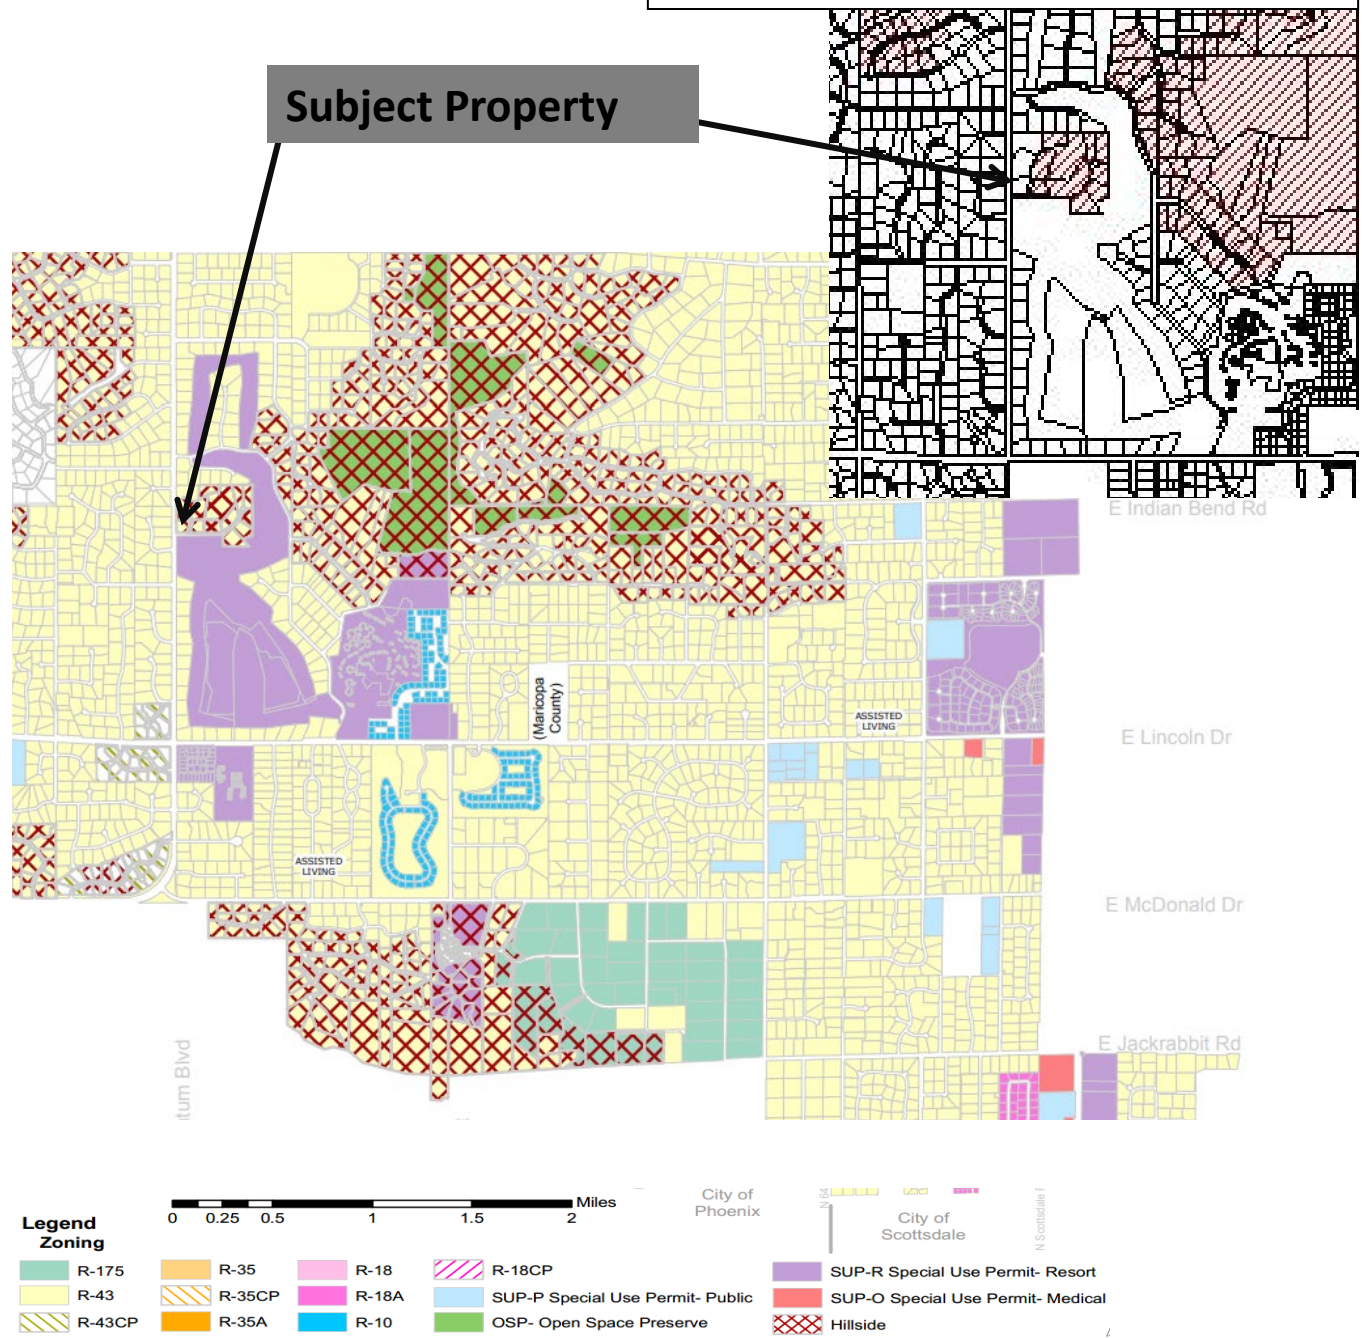 Subject Property
E Indian Bend Rd
(Maricopa
County)
ASSISTED
LIVING
E Lincoln Dr
ASSISTED
LIVING
E McDonald Dr
E Jackrabbit Rd
tum Blvd
Miles
0 0.25 0.5 1 1.5 2
City of
Phoenix
N 64
City of
Scottsdale
N Scottsdale
Legend
Zoning
R-175 R-35 R-18 R-18CP SUP-R Special Use Permit- Resort
R-43 R-35CP R-18A SUP-P Special Use Permit- Public SUP-O Special Use Permit- Medical
R-43CP R-35A R-10 OSP- Open Space Preserve Hillside